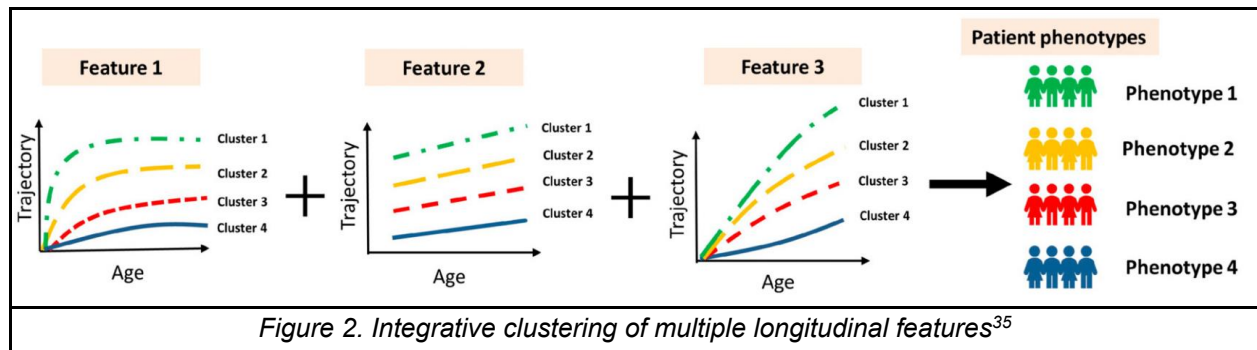 Feature 1
Trajectory
Age
Cluster 1
Cluster 2
Cluster 3
Cluster 4
+
Feature 2
Trajectory
Age
Cluster 1
Cluster 2
Cluster 3
Cluster 4
+
Feature 3
Trajectory
Age
Cluster 1
Cluster 2
Cluster 3
Cluster 4
Patient phenotypes
Phenotype 1
Phenotype 2
Phenotype 3
Phenotype 4
Figure 2. Integrative clustering of multiple longitudinal features³⁵